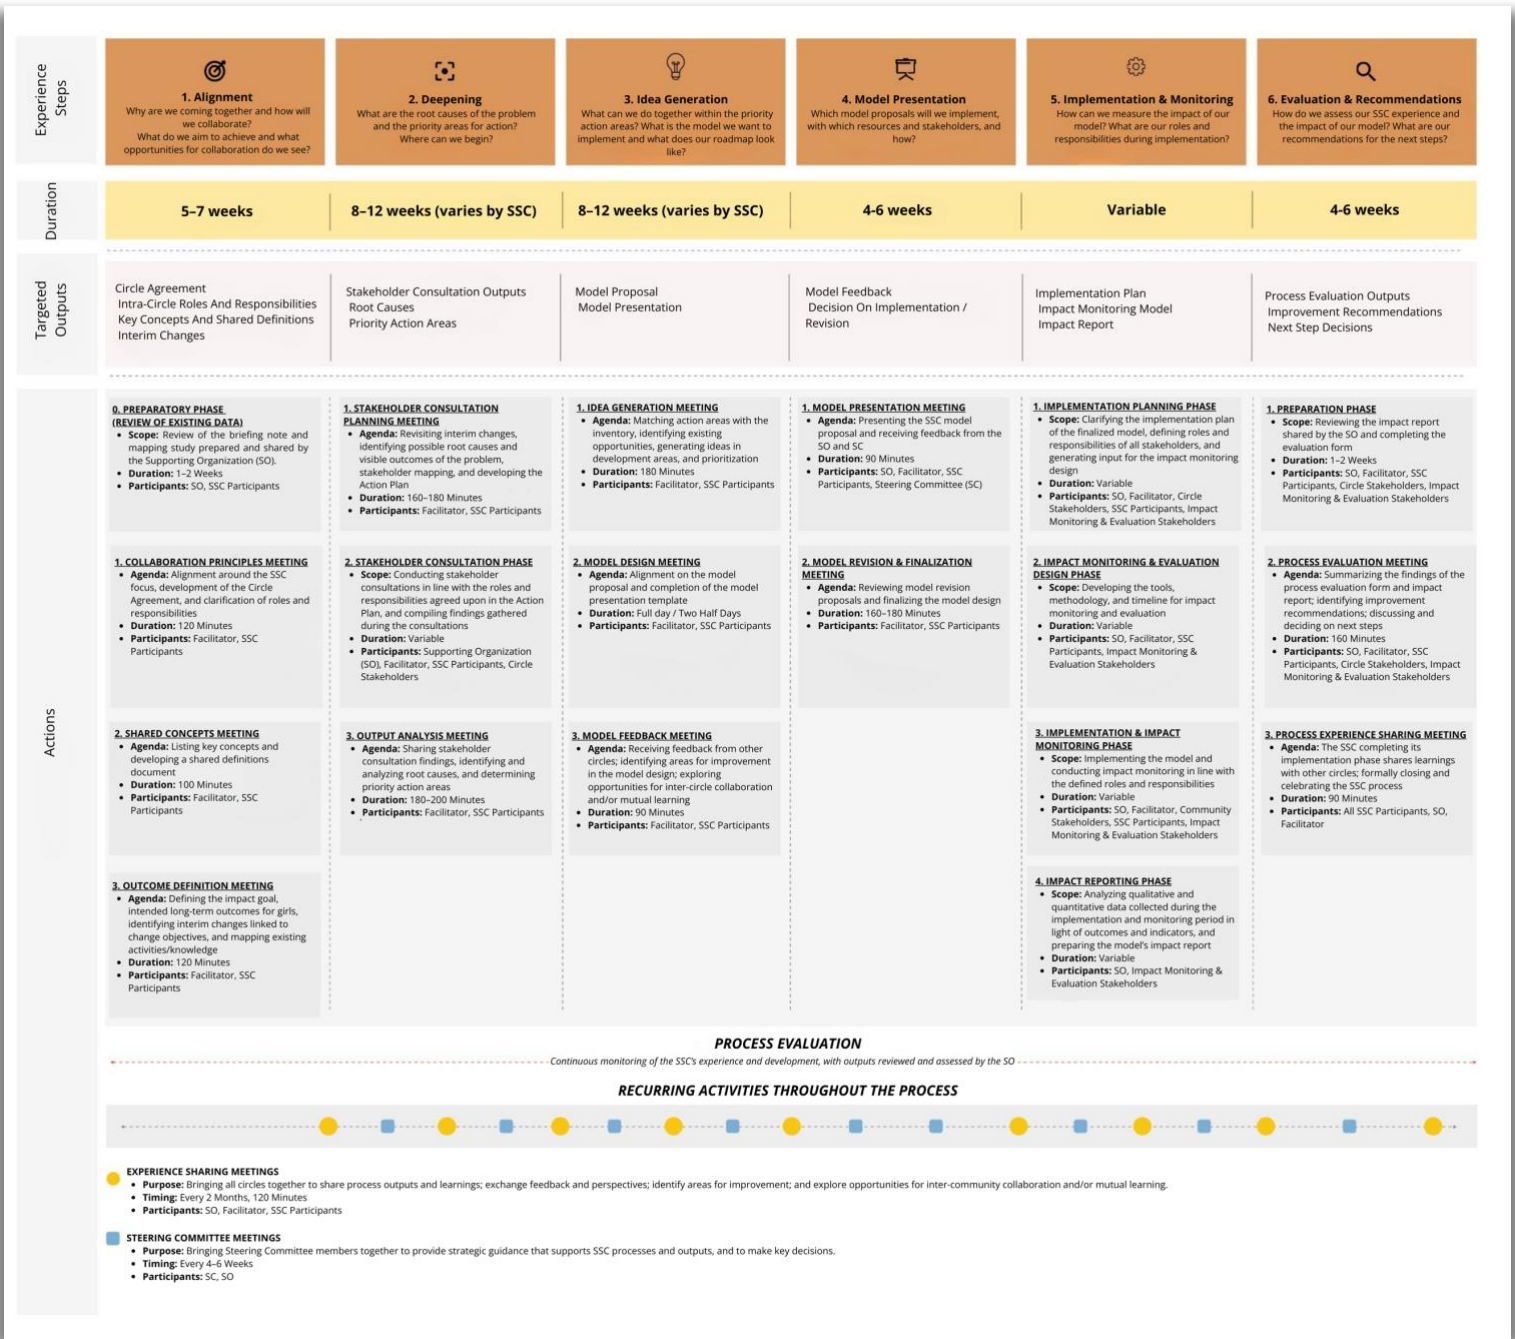 Experience
Steps
1. Alignment
Why are we coming together and how will
we collaborate?
What do we aim to achieve and what
opportunities for collaboration do we see?
2. Deepening
What are the root causes of the problem
and the priority areas for action?
Where can we begin?
3. Idea Generation
What can we do together within the priority
action areas? What is the model we want to
implement and what does our roadmap look
like?
4. Model Presentation
Which model proposals will we implement,
with which resources and stakeholders, and
how?
5. Implementation & Monitoring
How can we measure the impact of our
model? What are our roles and
responsibilities during implementation?
6. Evaluation & Recommendations
How do we assess our SSC experience and
the impact of our model? What are our
recommendations for the next steps?
Duration
5–7 weeks
8–12 weeks (varies by SSC)
8–12 weeks (varies by SSC)
4-6 weeks
Variable
4-6 weeks
Targeted
Outputs
Circle Agreement
Intra-Circle Roles And Responsibilities
Key Concepts And Shared Definitions
Interim Changes
Stakeholder Consultation Outputs
Root Causes
Priority Action Areas
Model Proposal
Model Presentation
Model Feedback
Decision On Implementation /
Revision
Implementation Plan
Impact Monitoring Model
Impact Report
Process Evaluation Outputs
Improvement Recommendations
Next Step Decisions
Actions
0. PREPARATORY PHASE
(REVIEW OF EXISTING DATA)
• Scope: Review of the briefing note and
mapping study prepared and shared by
the Supporting Organization (SO).
• Duration: 1–2 Weeks
• Participants: SO, SSC Participants
1. COLLABORATION PRINCIPLES MEETING
• Agenda: Alignment around the SSC
focus, development of the Circle
Agreement, and clarification of roles and
responsibilities
• Duration: 120 Minutes
• Participants: Facilitator, SSC
Participants
2. SHARED CONCEPTS MEETING
• Agenda: Listing key concepts and
developing a shared definitions
document
• Duration: 100 Minutes
• Participants: Facilitator, SSC
Participants
3. OUTCOME DEFINITION MEETING
• Agenda: Defining the impact goal,
intended long-term outcomes for girls,
identifying interim changes linked to
change objectives, and mapping existing
activities/knowledge
• Duration: 120 Minutes
• Participants: Facilitator, SSC
Participants
1. STAKEHOLDER CONSULTATION
PLANNING MEETING
• Agenda: Revisiting interim changes,
identifying possible root causes and
visible outcomes of the problem,
stakeholder mapping, and developing the
Action Plan
• Duration: 160–180 Minutes
• Participants: Facilitator, SSC Participants
2. STAKEHOLDER CONSULTATION PHASE
• Scope: Conducting stakeholder
consultations in line with the roles and
responsibilities agreed upon in the Action
Plan, and compiling findings gathered
during the consultations
• Duration: Variable
• Participants: Supporting Organization
(SO), Facilitator, SSC Participants, Circle
Stakeholders
3. OUTPUT ANALYSIS MEETING
• Agenda: Sharing stakeholder
consultation findings, identifying and
analyzing root causes, and determining
priority action areas
• Duration: 180–200 Minutes
• Participants: Facilitator, SSC Participants
1. IDEA GENERATION MEETING
• Agenda: Matching action areas with the
inventory, identifying existing
opportunities, generating ideas in
development areas, and prioritization
• Duration: 180 Minutes
• Participants: Facilitator, SSC Participants
2. MODEL DESIGN MEETING
• Agenda: Alignment on the model
proposal and completion of the model
presentation template
• Duration: Full day / Two Half Days
• Participants: Facilitator, SSC Participants
3. MODEL FEEDBACK MEETING
• Agenda: Receiving feedback from other
circles; identifying areas for improvement
in the model design; exploring
opportunities for inter-circle collaboration
and/or mutual learning
• Duration: 90 Minutes
• Participants: Facilitator, SSC Participants
1. MODEL PRESENTATION MEETING
• Agenda: Presenting the SSC model
proposal and receiving feedback from the
SO and SC
• Duration: 90 Minutes
• Participants: SO, Facilitator, SSC
Participants, Steering Committee (SC)
2. MODEL REVISION & FINALIZATION
MEETING
• Agenda: Reviewing model revision
proposals and finalizing the model design
• Duration: 160–180 Minutes
• Participants: Facilitator, SSC Participants
1. IMPLEMENTATION PLANNING PHASE
• Scope: Clarifying the implementation plan
of the finalized model, defining roles and
responsibilities of all stakeholders, and
generating input for the impact monitoring
design
• Duration: Variable
• Participants: SO, Facilitator, Circle
Stakeholders, SSC Participants, Impact
Monitoring & Evaluation Stakeholders
2. IMPACT MONITORING & EVALUATION
DESIGN PHASE
• Scope: Developing the tools,
methodology, and timeline for impact
monitoring and evaluation
• Duration: Variable
• Participants: SO, Facilitator, SSC
Participants, Impact Monitoring &
Evaluation Stakeholders
3. IMPLEMENTATION & IMPACT
MONITORING PHASE
• Scope: Implementing the model and
conducting impact monitoring in line with
the defined roles and responsibilities
• Duration: Variable
• Participants: SO, Facilitator, Community
Stakeholders, SSC Participants, Impact
Monitoring & Evaluation Stakeholders
4. IMPACT REPORTING PHASE
• Scope: Analyzing qualitative and
quantitative data collected during the
implementation and monitoring period in
light of outcomes and indicators, and
preparing the model's impact report
• Duration: Variable
• Participants: SO, Impact Monitoring &
Evaluation Stakeholders
1. PREPARATION PHASE
• Scope: Reviewing the impact report
shared by the SO and completing the
evaluation form
• Duration: 1–2 Weeks
• Participants: SO, Facilitator, SSC
Participants, Circle Stakeholders, Impact
Monitoring & Evaluation Stakeholders
2. PROCESS EVALUATION MEETING
• Agenda: Summarizing the findings of the
process evaluation form and impact
report; identifying improvement
recommendations; discussing and
deciding on next steps
• Duration: 160 Minutes
• Participants: SO, Facilitator, SSC
Participants, Circle Stakeholders, Impact
Monitoring & Evaluation Stakeholders
3. PROCESS EXPERIENCE SHARING MEETING
• Agenda: The SSC completing its
implementation phase shares learnings
with other circles; formally closing and
celebrating the SSC process
• Duration: 90 Minutes
• Participants: All SSC Participants, SO,
Facilitator
PROCESS EVALUATION
Continuous monitoring of the SSC's experience and development, with outputs reviewed and assessed by the SO
RECURRING ACTIVITIES THROUGHOUT THE PROCESS
EXPERIENCE SHARING MEETINGS
• Purpose: Bringing all circles together to share process outputs and learnings; exchange feedback and perspectives; identify areas for improvement; and explore opportunities for inter-community collaboration and/or mutual learning.
• Timing: Every 2 Months, 120 Minutes
• Participants: SO, Facilitator, SSC Participants
STEERING COMMITTEE MEETINGS
• Purpose: Bringing Steering Committee members together to provide strategic guidance that supports SSC processes and outputs, and to make key decisions.
• Timing: Every 4–6 Weeks
• Participants: SC, SO